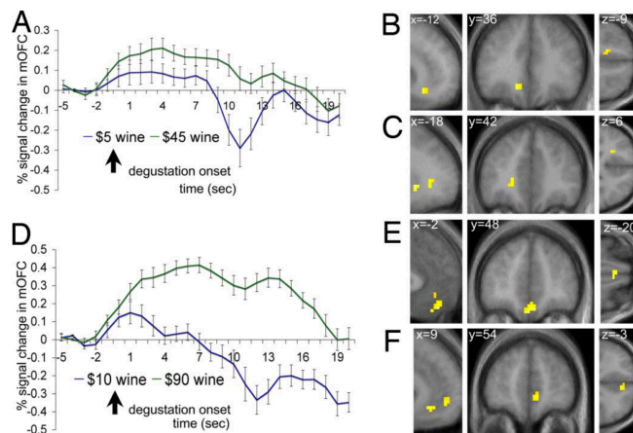 A
% signal change in mOFC
0.3
0.2
0.1
0
-0.1
-0.2
-0.3
-0.4
-0.5
-5 -2 1 4 7 10 13 16 19
$5 wine $45 wine
degustation onset
time (sec)
D
% signal change in mOFC
0.5
0.4
0.3
0.2
0.1
0
-0.1
-0.2
-0.3
-0.4
-0.5
-5 -2 1 4 7 10 13 16 19
$10 wine $90 wine
degustation onset
time (sec)
B
x=-12 y=36 z=-9
C
x=-18 y=42 z=6
E
x=-2 y=48 z=-20
F
x=9 y=54 z=-3